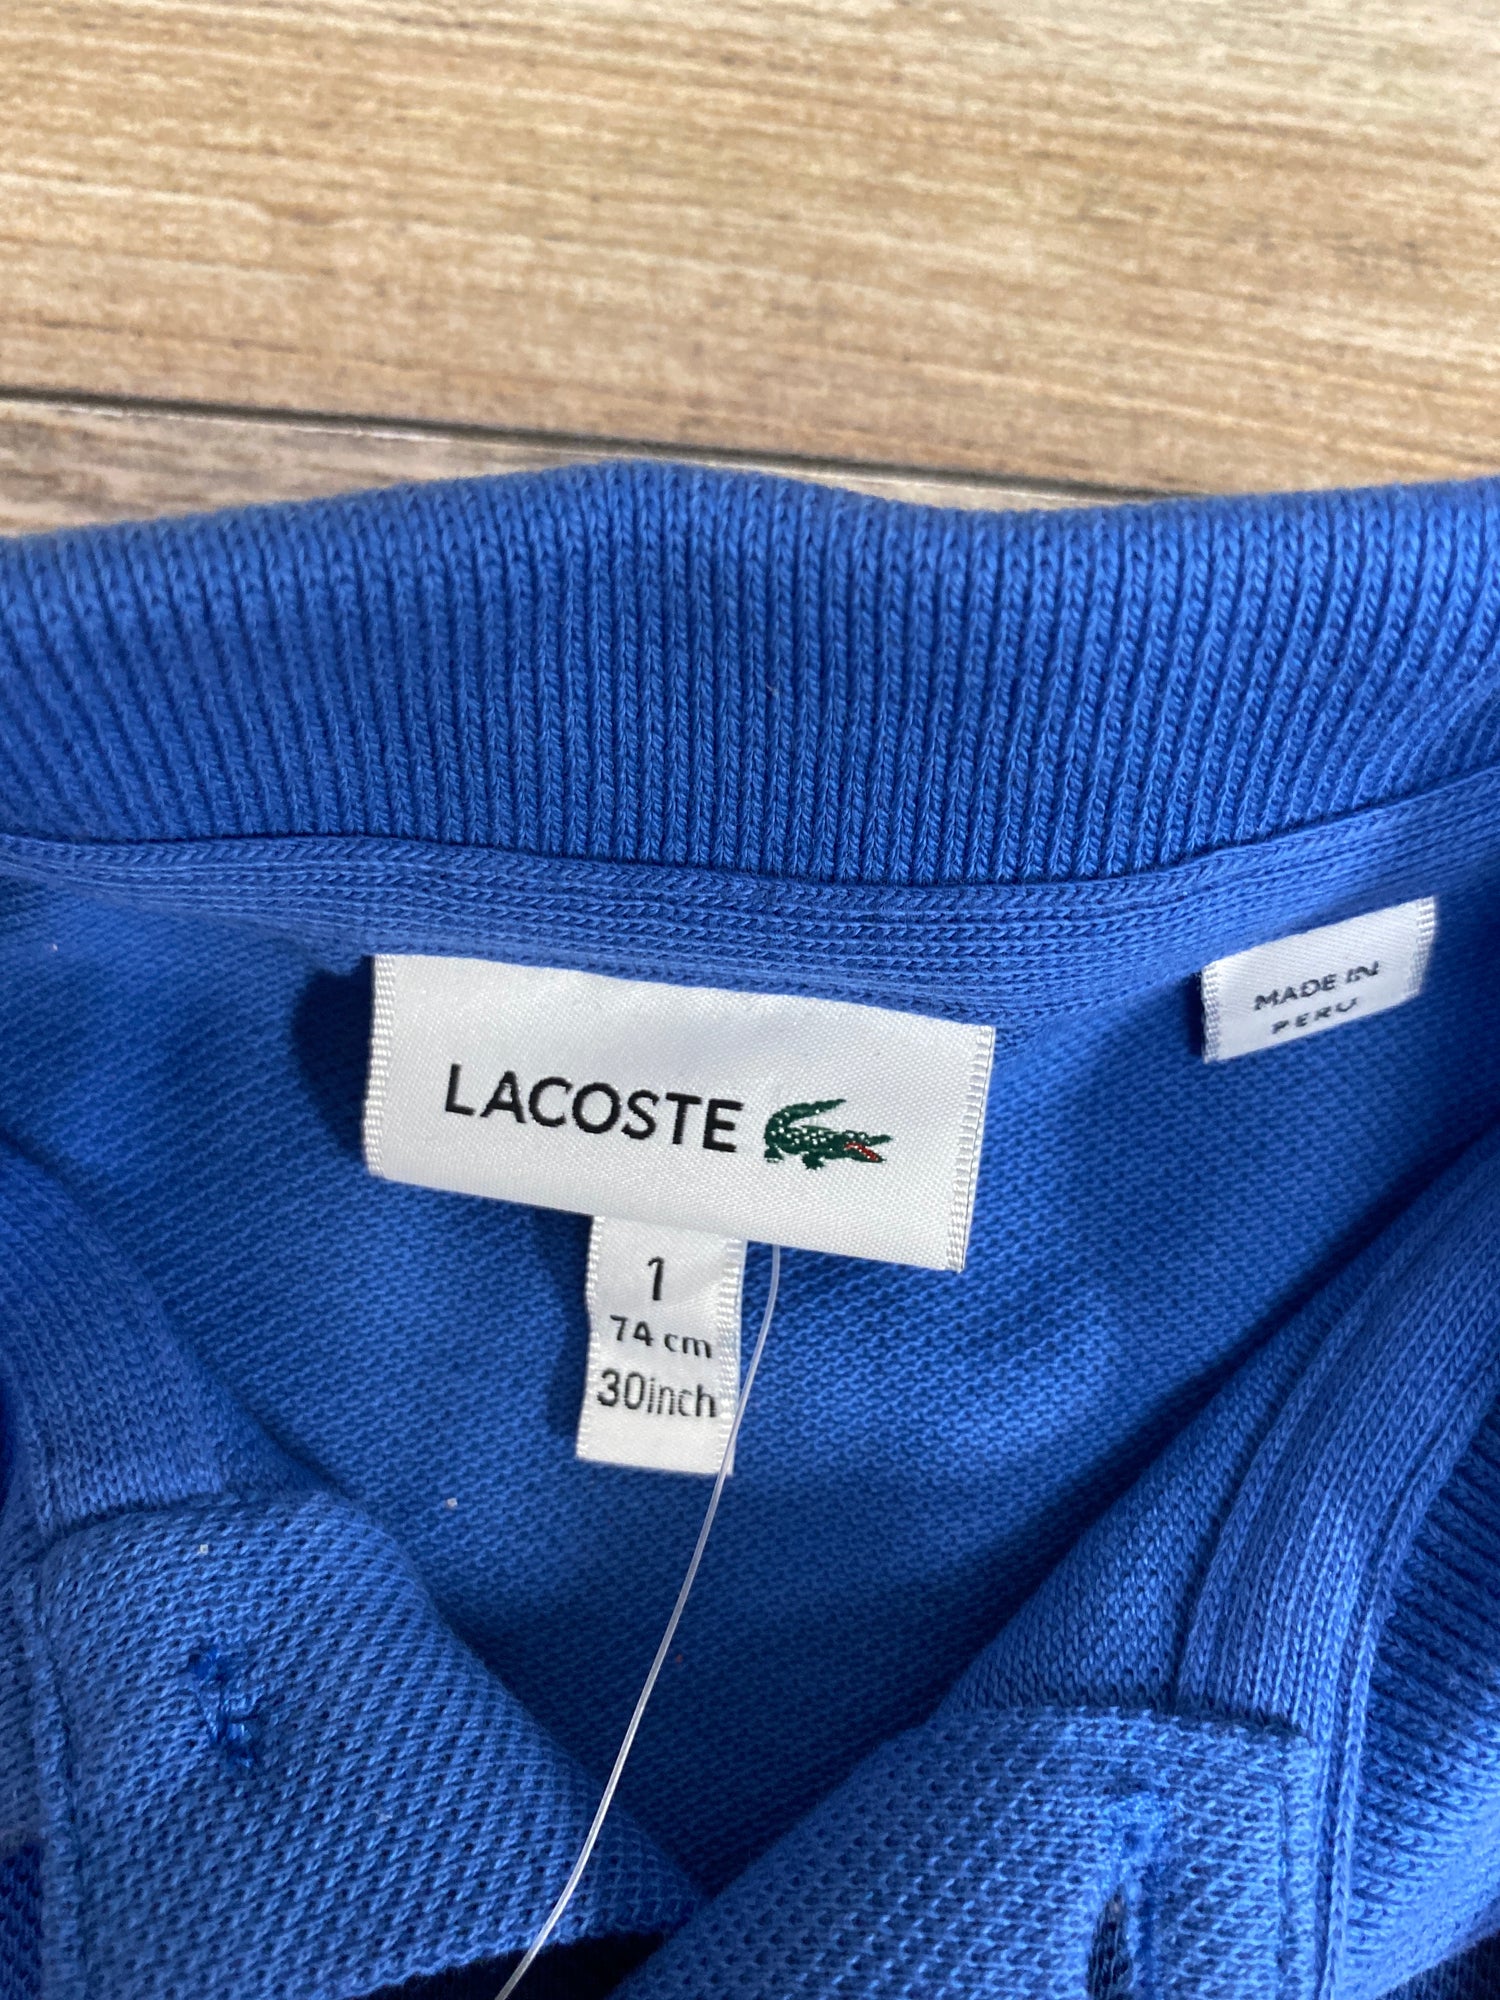 LACOSTE
MADE IN
PERU
1
74 cm
30inch